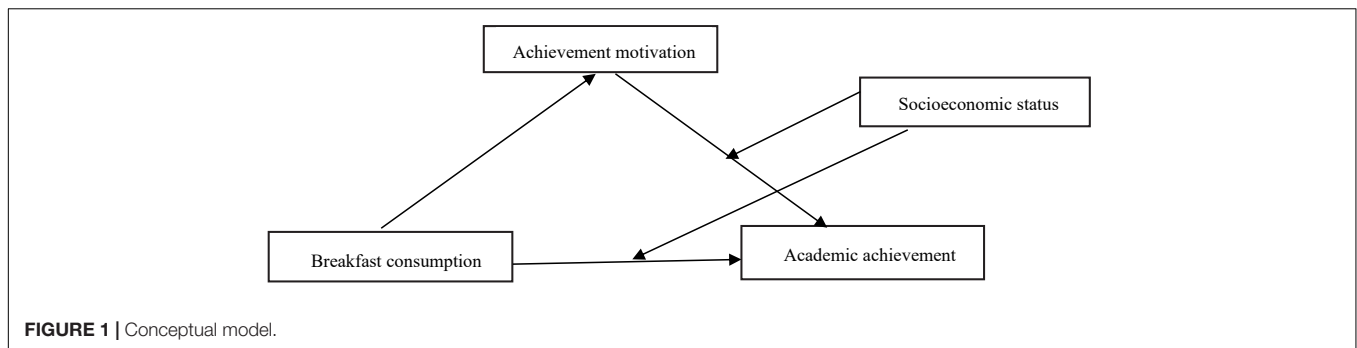 Achievement motivation
Socioeconomic status
Breakfast consumption
Academic achievement
FIGURE 1 | Conceptual model.